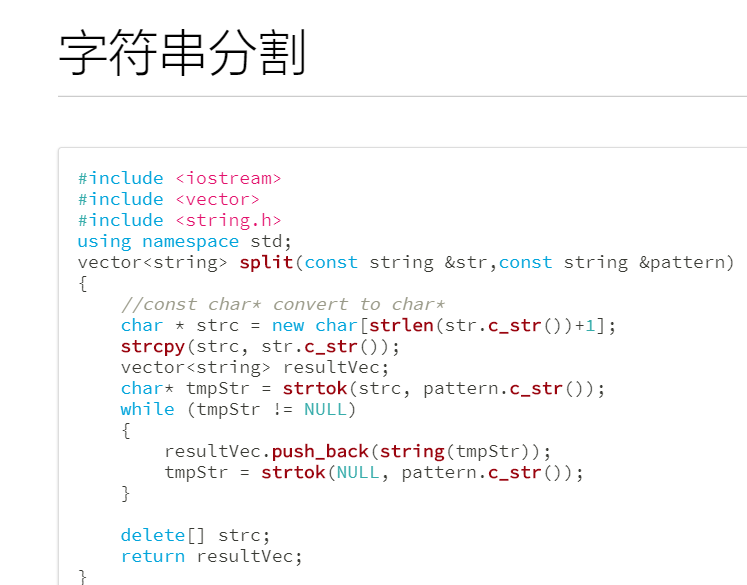 字符串分割
#include <iostream>
#include <vector>
#include <string.h>
using namespace std;
vector<string> split(const string &str,const string &pattern)
{
    //const char* convert to char*
    char * strc = new char[strlen(str.c_str())+1];
    strcpy(strc, str.c_str());
    vector<string> resultVec;
    char* tmpStr = strtok(strc, pattern.c_str());
    while (tmpStr != NULL)
    {
        resultVec.push_back(string(tmpStr));
        tmpStr = strtok(NULL, pattern.c_str());
    }
    delete[] strc;
    return resultVec;
}